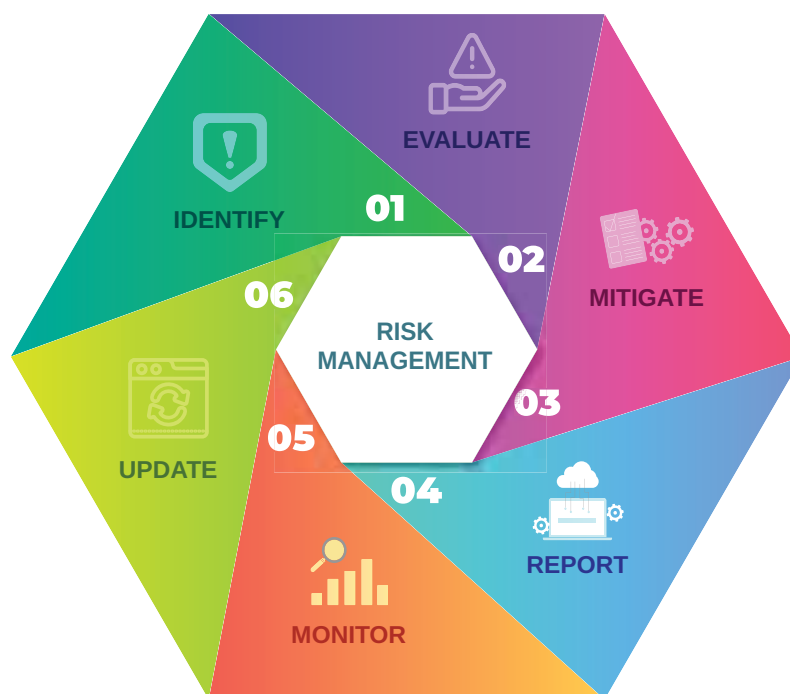 EVALUATE
01
IDENTIFY
02
MITIGATE
06
RISK
MANAGEMENT
03
05
UPDATE
04
REPORT
MONITOR